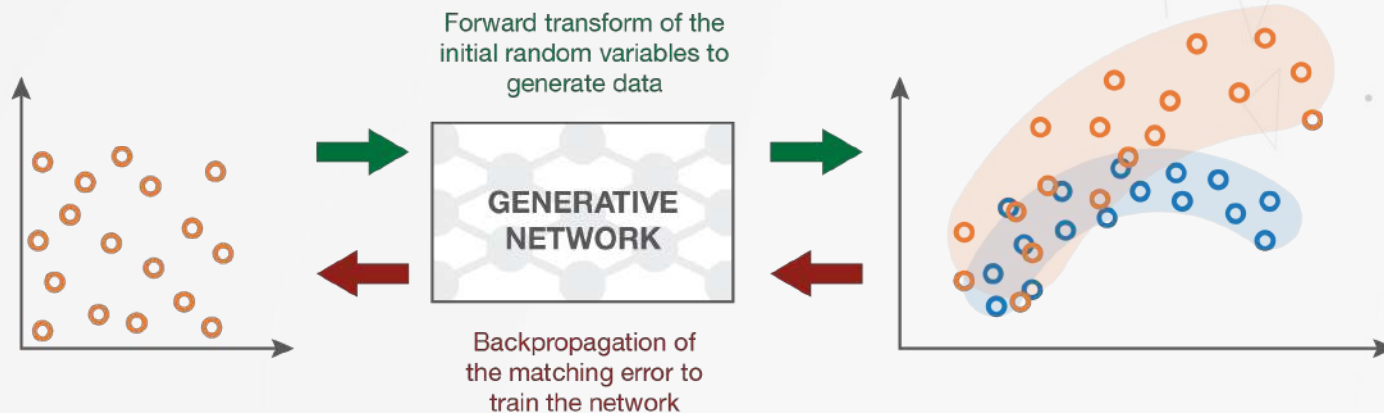 Forward transform of the
initial random variables to
generate data
GENERATIVE
NETWORK
Backpropagation of
the matching error to
train the network